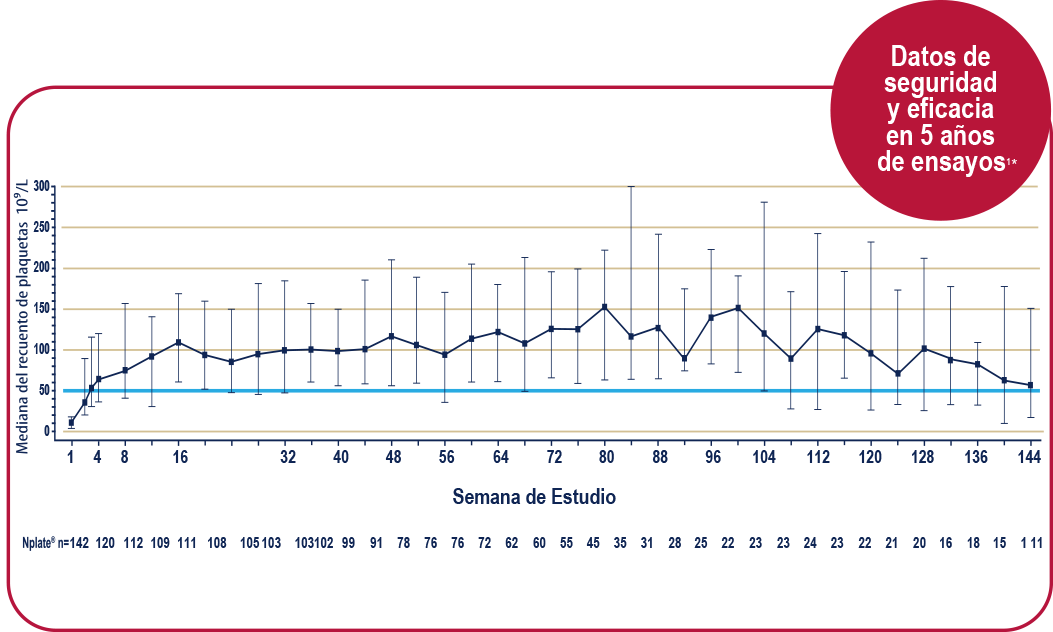 Datos de
seguridad
y eficacia
en 5 años
de ensayos¹*
Mediana del recuento de plaquetas 10⁹/L
300
250
200
150
100
50
0
1 4 8 16 32 40 48 56 64 72 80 88 96 104 112 120 128 136 144
Semana de Estudio
Nplate® n=142 120 112 109 111 108 105 103 103 102 99 91 78 76 76 72 62 60 55 45 35 31 28 25 22 23 23 24 23 22 21 20 16 18 15 1 11